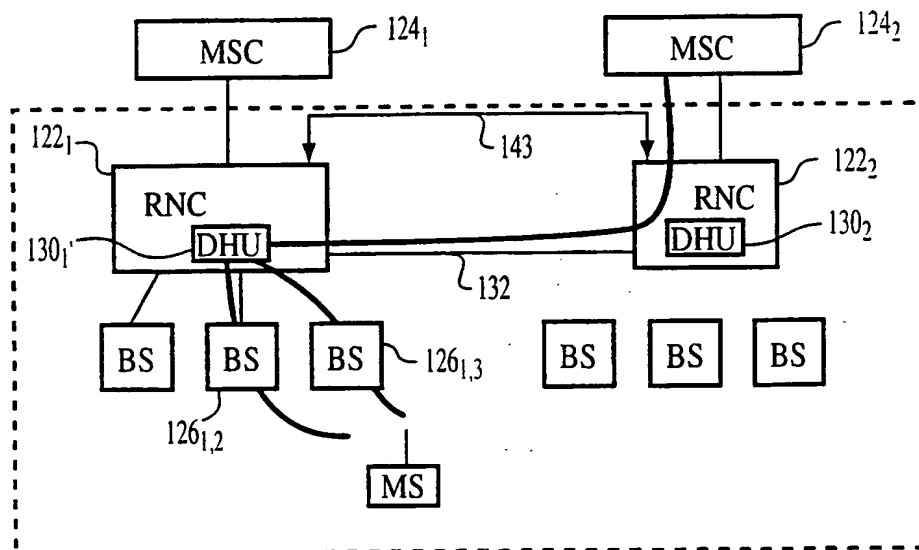 MSC 124₁
MSC 124₂
122₁
143
122₂
RNC
RNC
130₁'
DHU
DHU
130₂
132
BS
BS
BS
126₁,₃
BS
BS
BS
126₁,₂
MS